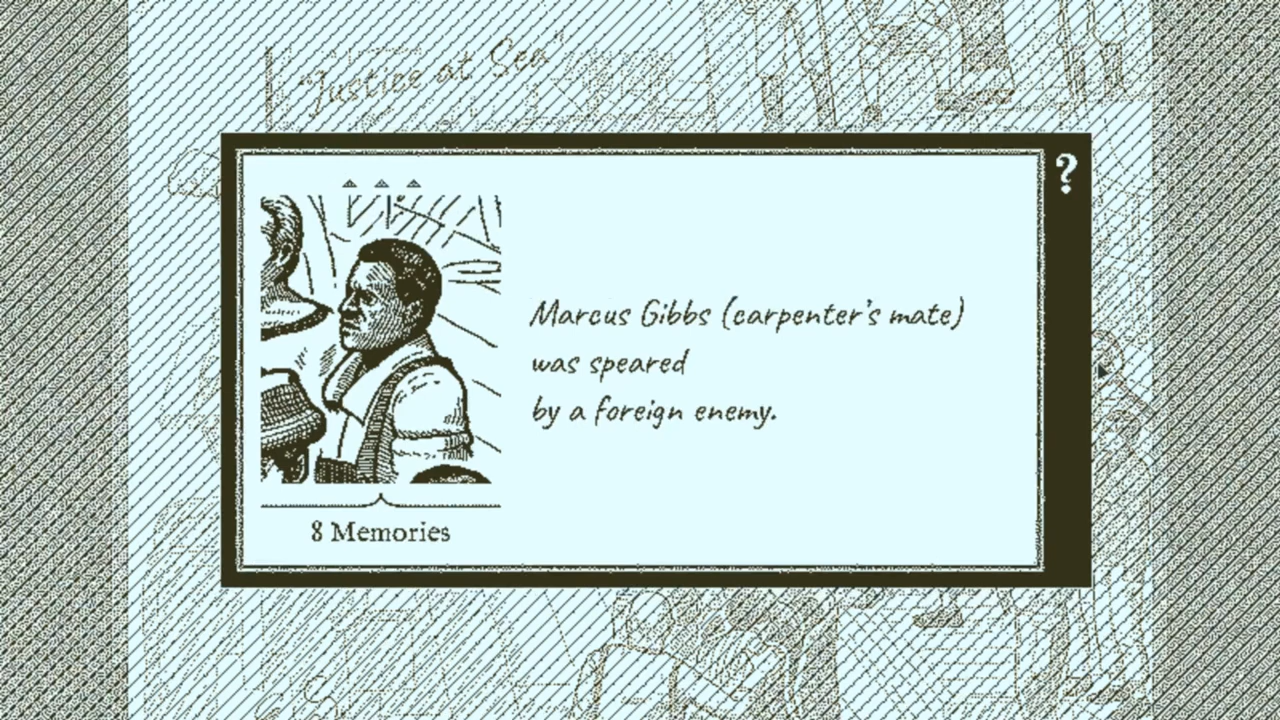 "Justice at Sea"
?
Marcus Gibbs (carpenter's mate)
was speared
by a foreign enemy.
8 Memories